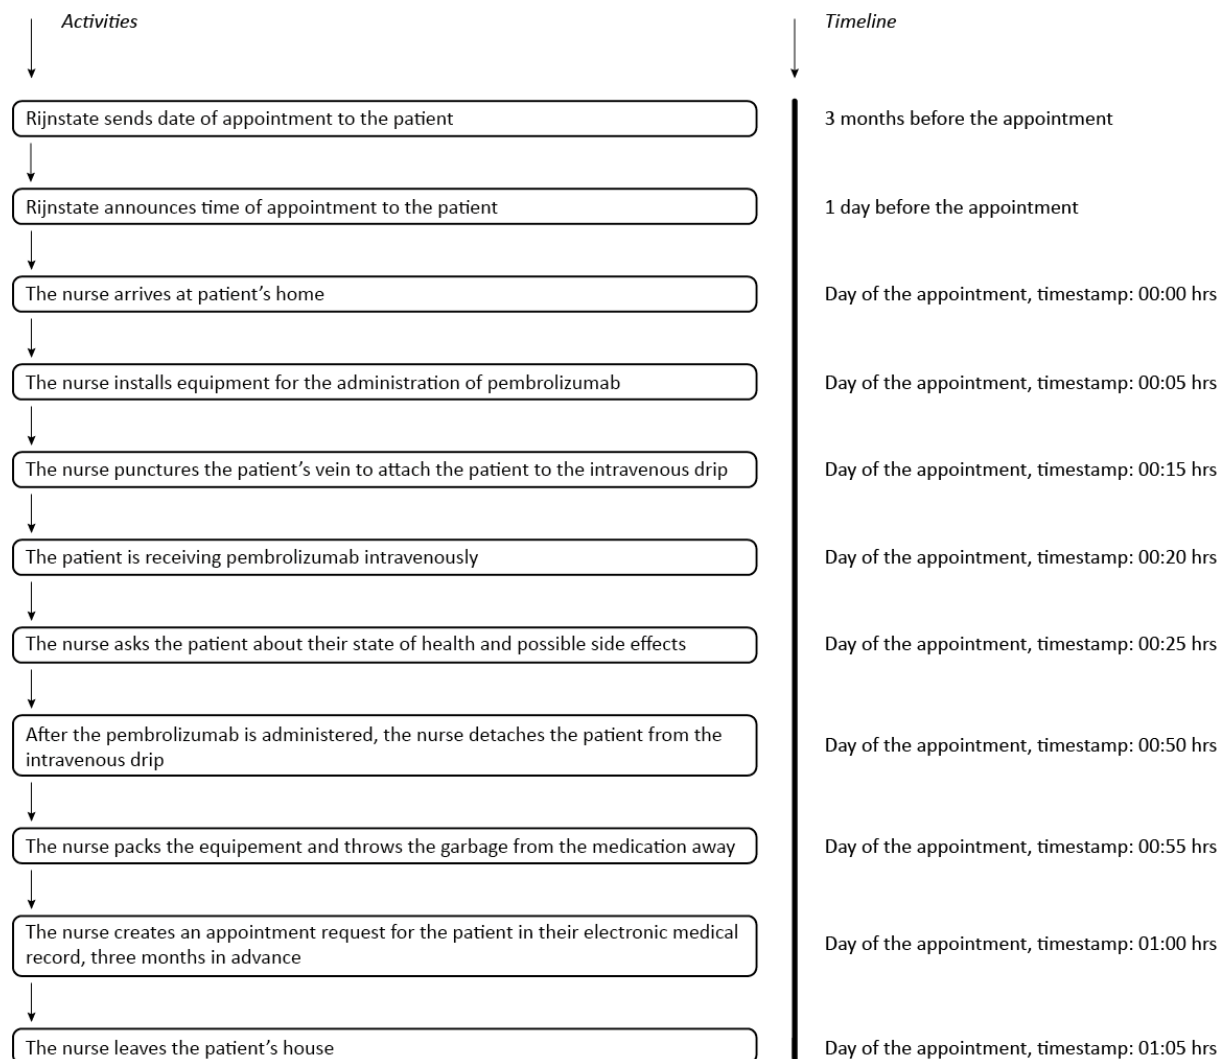 Activities
Timeline
Rijnstate sends date of appointment to the patient
3 months before the appointment
Rijnstate announces time of appointment to the patient
1 day before the appointment
The nurse arrives at patient's home
Day of the appointment, timestamp: 00:00 hrs
The nurse installs equipment for the administration of pembrolizumab
Day of the appointment, timestamp: 00:05 hrs
The nurse punctures the patient's vein to attach the patient to the intravenous drip
Day of the appointment, timestamp: 00:15 hrs
The patient is receiving pembrolizumab intravenously
Day of the appointment, timestamp: 00:20 hrs
The nurse asks the patient about their state of health and possible side effects
Day of the appointment, timestamp: 00:25 hrs
After the pembrolizumab is administered, the nurse detaches the patient from the
intravenous drip
Day of the appointment, timestamp: 00:50 hrs
The nurse packs the equipement and throws the garbage from the medication away
Day of the appointment, timestamp: 00:55 hrs
The nurse creates an appointment request for the patient in their electronic medical
record, three months in advance
Day of the appointment, timestamp: 01:00 hrs
The nurse leaves the patient's house
Day of the appointment, timestamp: 01:05 hrs